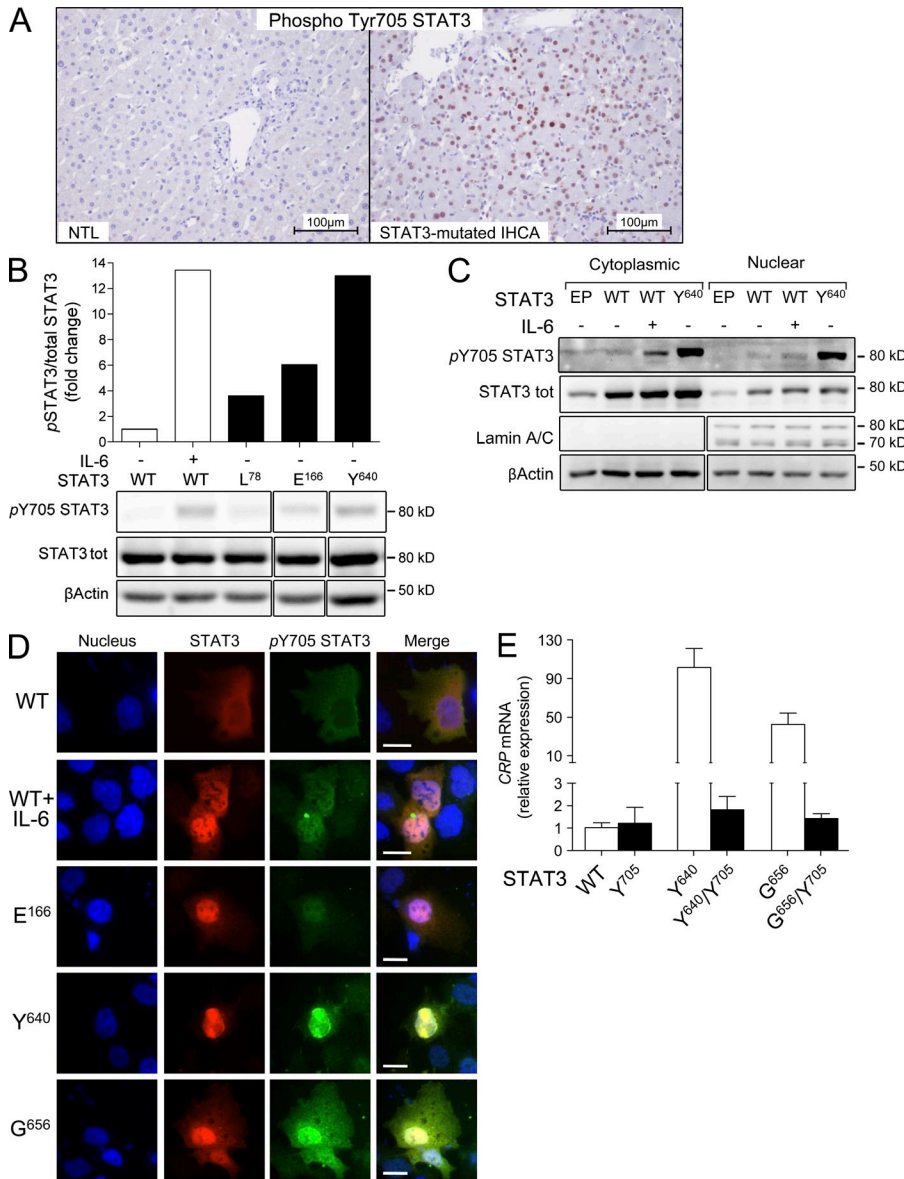 A
Phospho Tyr705 STAT3
NTL
100µm
STAT3-mutated IHCA
100µm
B
pSTAT3/total STAT3
(fold change)
14
12
10
8
6
4
2
0
IL-6 - + - - -
STAT3 WT WT L78 E166 Y640
pY705 STAT3
80 kD
STAT3 tot
80 kD
βActin
50 kD
C
Cytoplasmic Nuclear
STAT3 EP WT WT Y640 EP WT WT Y640
IL-6 - - + - - - + -
pY705 STAT3
80 kD
STAT3 tot
80 kD
Lamin A/C
80 kD
70 kD
βActin
50 kD
D
Nucleus STAT3 pY705 STAT3 Merge
WT
WT+
IL-6
E166
Y640
G656
E
CRP mRNA
(relative expression)
130
90
50
10
3
2
1
0
STAT3 WT Y705 Y640 Y640/Y705 G656 G656/Y705